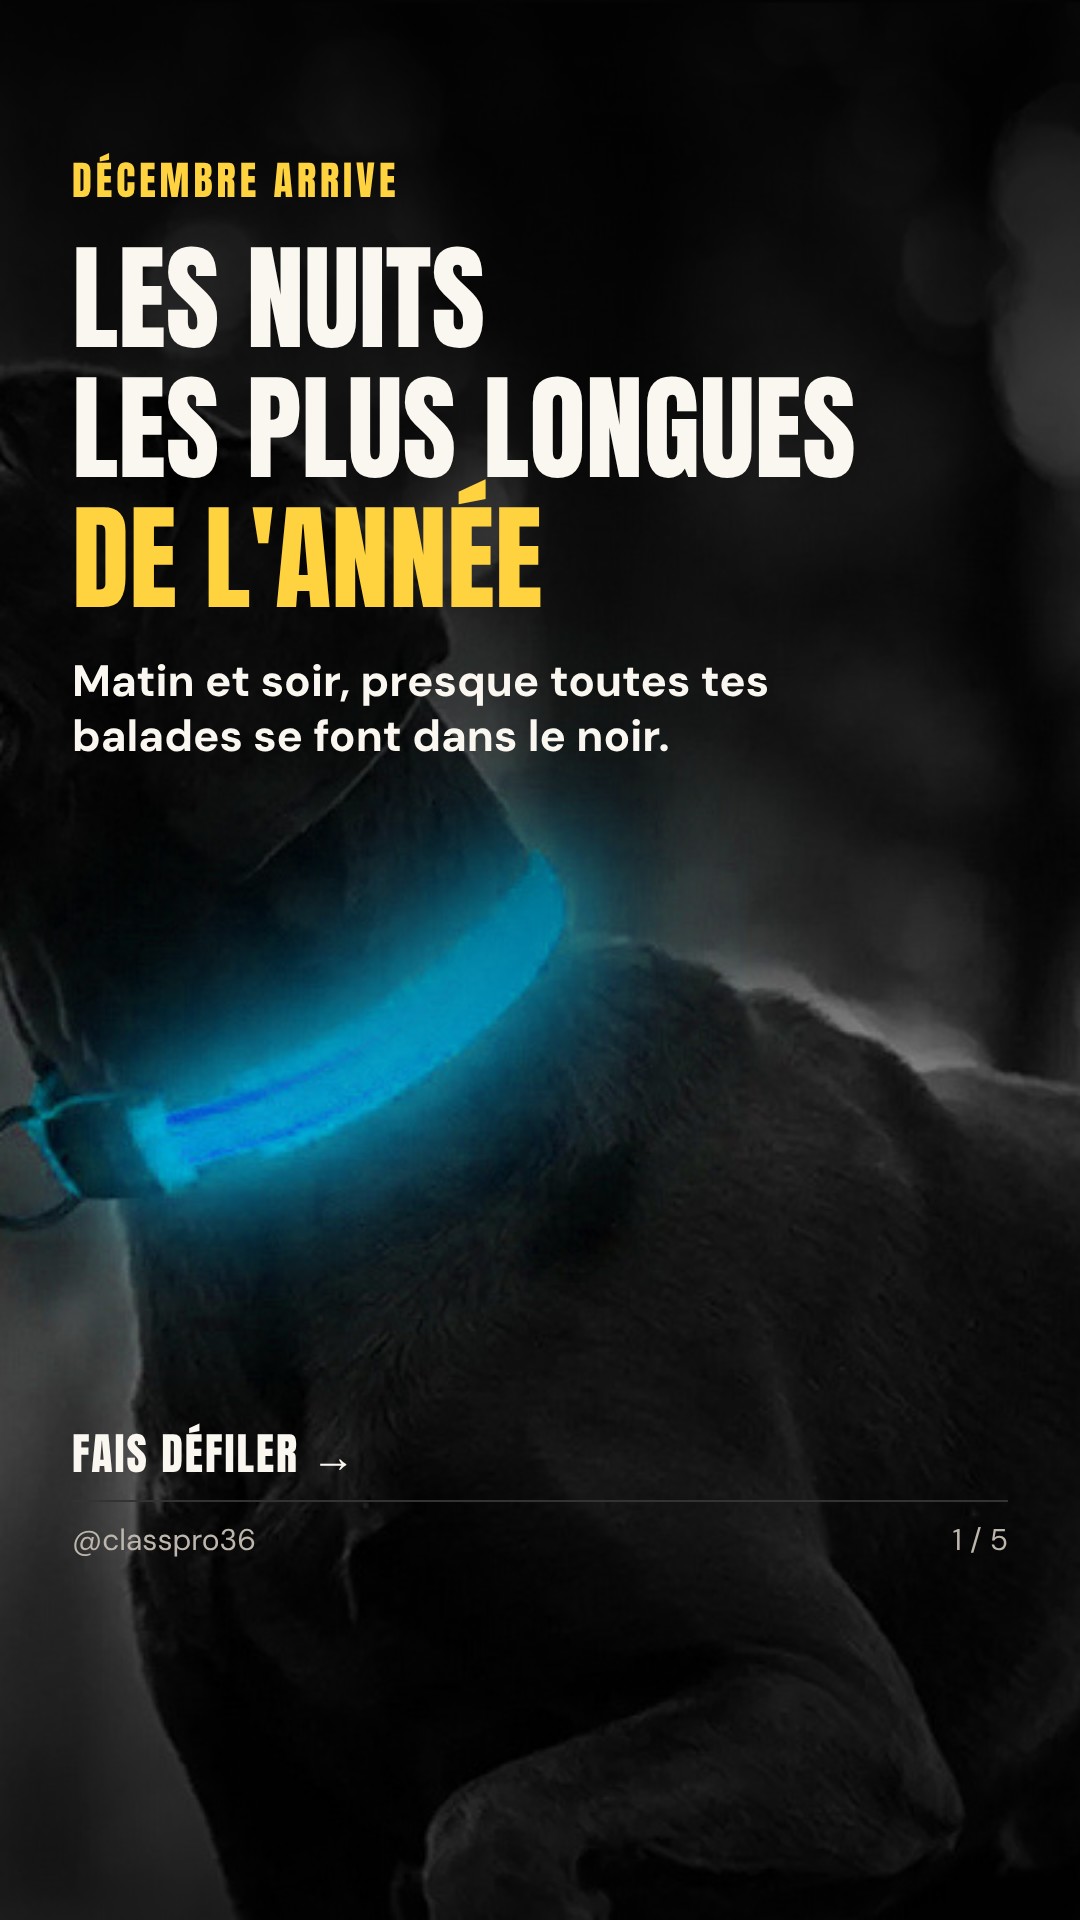 DÉCEMBRE ARRIVE
LES NUITS
LES PLUS LONGUES
DE L'ANNÉE
Matin et soir, presque toutes tes
balades se font dans le noir.
FAIS DÉFILER →
@classpro36
1 / 5